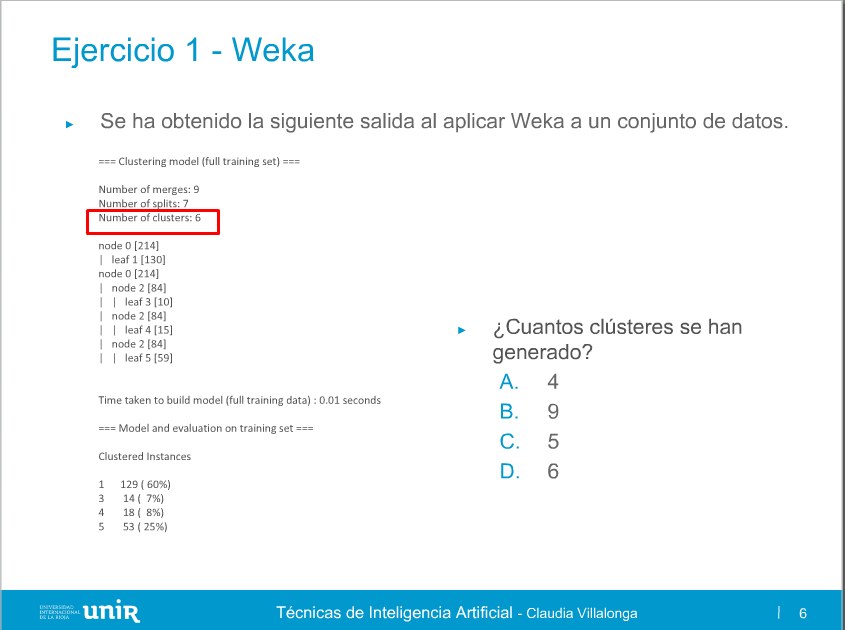 Ejercicio 1 - Weka
► Se ha obtenido la siguiente salida al aplicar Weka a un conjunto de datos.
=== Clustering model (full training set) ===
Number of merges: 9
Number of splits: 7
Number of clusters: 6
node 0 [214]
|   leaf 1 [130]
node 0 [214]
|   node 2 [84]
|   |   leaf 3 [10]
|   node 2 [84]
|   |   leaf 4 [15]
|   node 2 [84]
|   |   leaf 5 [59]
Time taken to build model (full training data) : 0.01 seconds
=== Model and evaluation on training set ===
Clustered Instances
1 129 ( 60%)
3 14 ( 7%)
4 18 ( 8%)
5 53 ( 25%)
► ¿Cuantos clústeres se han
generado?
A. 4
B. 9
C. 5
D. 6
UNIVERSIDAD
INTERNACIONAL
DE LA RIOJA
unir
Técnicas de Inteligencia Artificial - Claudia Villalonga
| 6